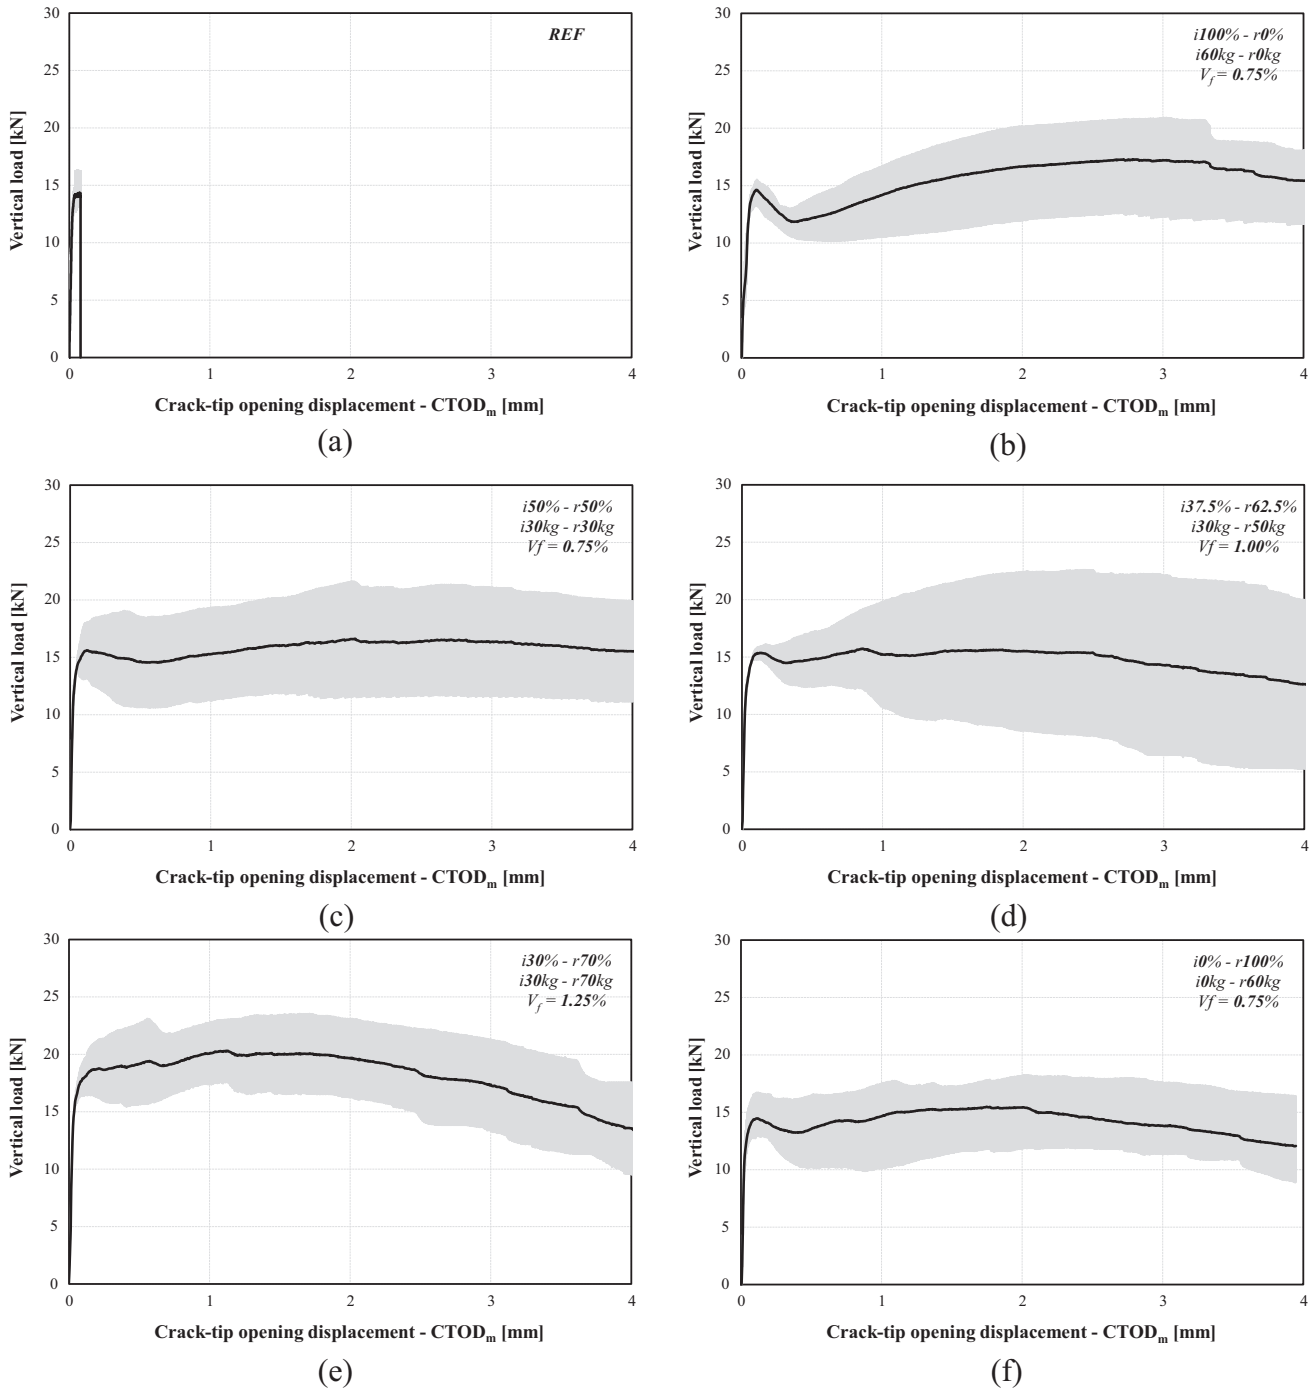 30
25
20
15
10
5
0
0 1 2 3 4
Vertical load [kN]
REF
Crack-tip opening displacement - CTODm [mm]
(a)
30
25
20
15
10
5
0
0 1 2 3 4
Vertical load [kN]
i100% - r0%
i60kg - r0kg
Vf = 0.75%
Crack-tip opening displacement - CTODm [mm]
(b)
30
25
20
15
10
5
0
0 1 2 3 4
Vertical load [kN]
i50% - r50%
i30kg - r30kg
Vf = 0.75%
Crack-tip opening displacement - CTODm [mm]
(c)
30
25
20
15
10
5
0
0 1 2 3 4
Vertical load [kN]
i37.5% - r62.5%
i30kg - r50kg
Vf = 1.00%
Crack-tip opening displacement - CTODm [mm]
(d)
30
25
20
15
10
5
0
0 1 2 3 4
Vertical load [kN]
i30% - r70%
i30kg - r70kg
Vf = 1.25%
Crack-tip opening displacement - CTODm [mm]
(e)
30
25
20
15
10
5
0
0 1 2 3 4
Vertical load [kN]
i0% - r100%
i0kg - r60kg
Vf = 0.75%
Crack-tip opening displacement - CTODm [mm]
(f)